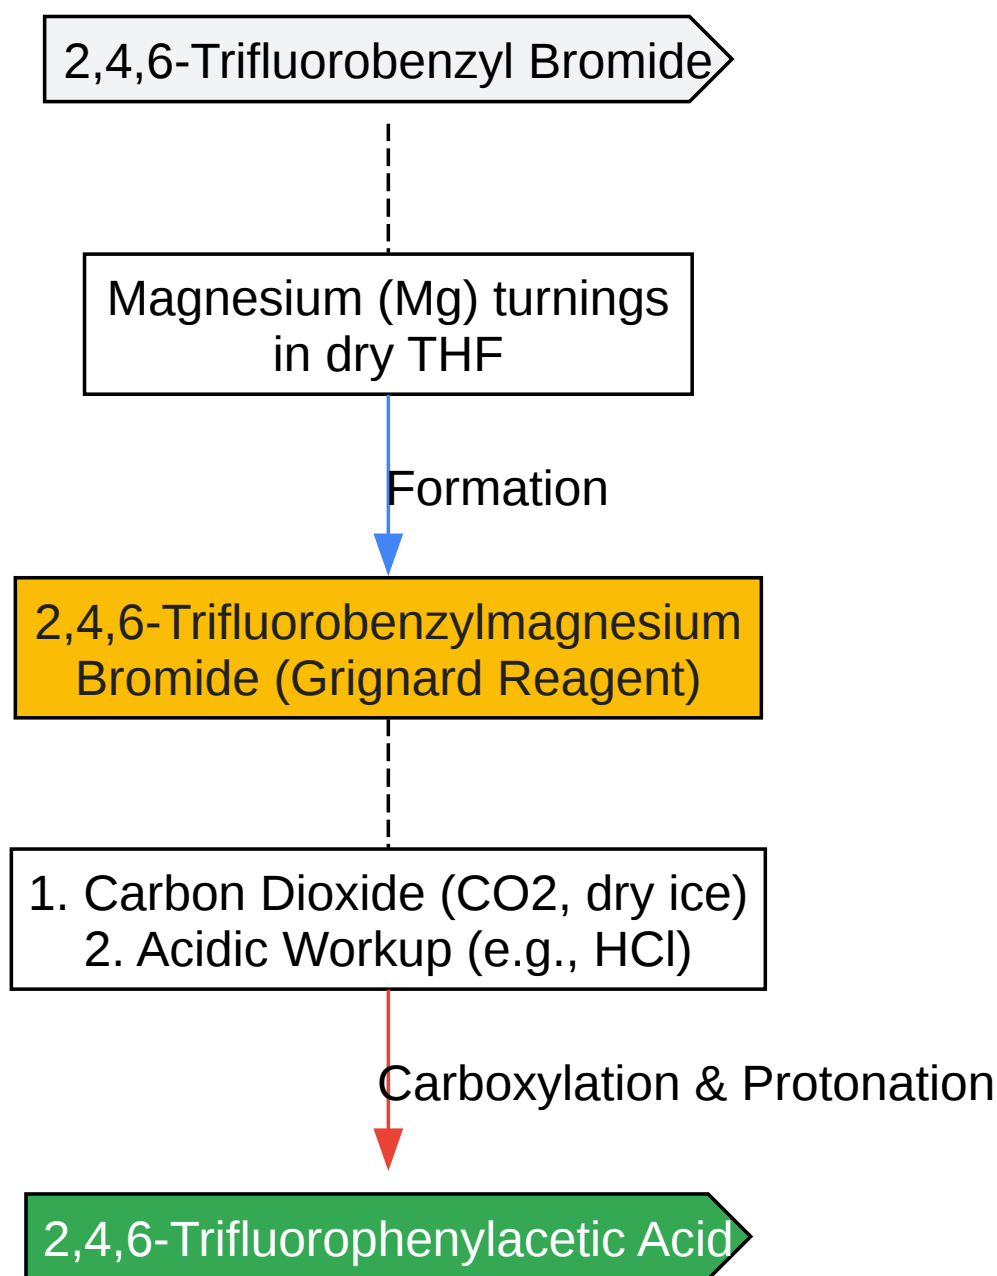 2,4,6-Trifluorobenzyl Bromide
Magnesium (Mg) turnings
in dry THF
Formation
2,4,6-Trifluorobenzylmagnesium
Bromide (Grignard Reagent)
1. Carbon Dioxide (CO2, dry ice)
2. Acidic Workup (e.g., HCl)
Carboxylation & Protonation
2,4,6-Trifluorophenylacetic Acid